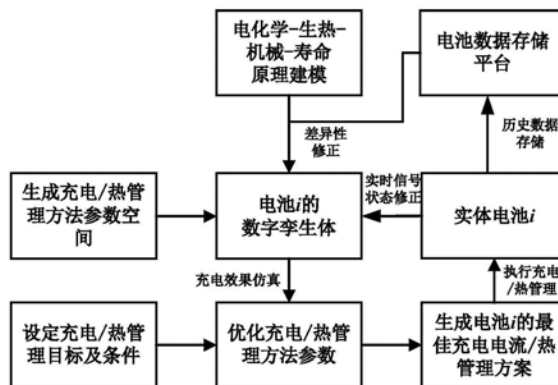 电化学-生热-
机械-寿命
原理建模
电池数据存储
平台
差异性
修正
历史数据
存储
生成充电/热管
理方法参数空
间
电池i的
数字孪生体
实时信号
状态修正
实体电池i
充电效果仿真
执行充电
/热管理
设定充电/热管
理目标及条件
优化充电/热管
理方法参数
生成电池i的最
佳充电电流/热
管理方案